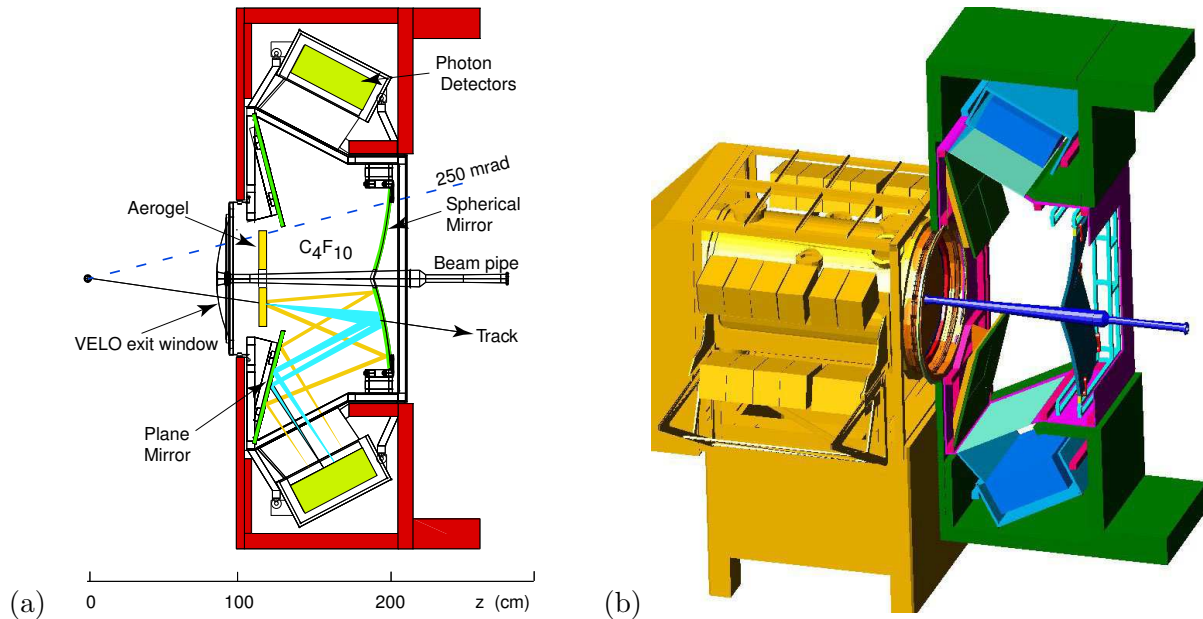 Photon
Detectors
250 mrad
Aerogel
Spherical
Mirror
C4F10
Beam pipe
Track
VELO exit window
Plane
Mirror
(a)
0
100
200
z (cm)
(b)